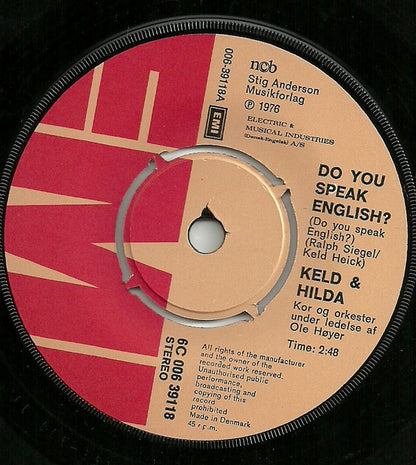 EMI
006-39118A
ncb
Stig Anderson
Musikforlag
Ⓟ 1976
EMI
ELECTRIC &
MUSICAL INDUSTRIES
(Dansk-Engelsk) A/S
DO YOU
SPEAK
ENGLISH?
(Do you speak
English?)
(Ralph Siegel/
Keld Heick)
KELD &
HILDA
Kor og orkester
under ledelse af
Ole Høyer
Time: 2:48
6C 006 39118
STEREO
All rights of the manufacturer
and the owner of the
recorded work reserved.
Unauthorised public
performance,
broadcasting and
copying of this
record
prohibited
Made in Denmark
45 r.p.m.